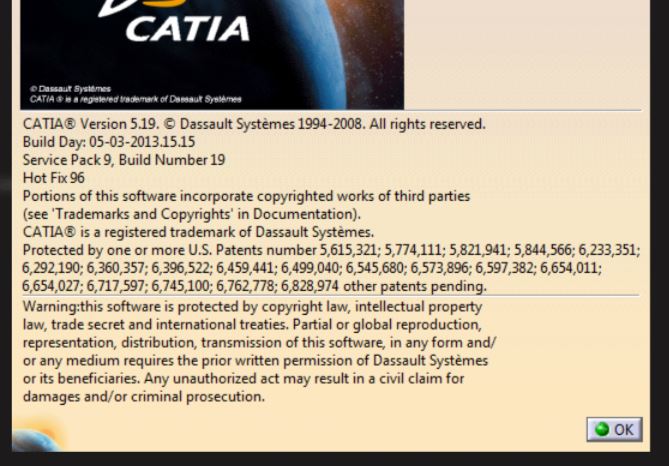 CATIA
© Dassault Systèmes
CATIA ® is a registered trademark of Dassault Systèmes
CATIA® Version 5.19. © Dassault Systèmes 1994-2008. All rights reserved.
Build Day: 05-03-2013.15.15
Service Pack 9, Build Number 19
Hot Fix 96
Portions of this software incorporate copyrighted works of third parties
(see 'Trademarks and Copyrights' in Documentation).
CATIA® is a registered trademark of Dassault Systèmes.
Protected by one or more U.S. Patents number 5,615,321; 5,774,111; 5,821,941; 5,844,566; 6,233,351;
6,292,190; 6,360,357; 6,396,522; 6,459,441; 6,499,040; 6,545,680; 6,573,896; 6,597,382; 6,654,011;
6,654,027; 6,717,597; 6,745,100; 6,762,778; 6,828,974 other patents pending.
Warning:this software is protected by copyright law, intellectual property
law, trade secret and international treaties. Partial or global reproduction,
representation, distribution, transmission of this software, in any form and/
or any medium requires the prior written permission of Dassault Systèmes
or its beneficiaries. Any unauthorized act may result in a civil claim for
damages and/or criminal prosecution.
OK